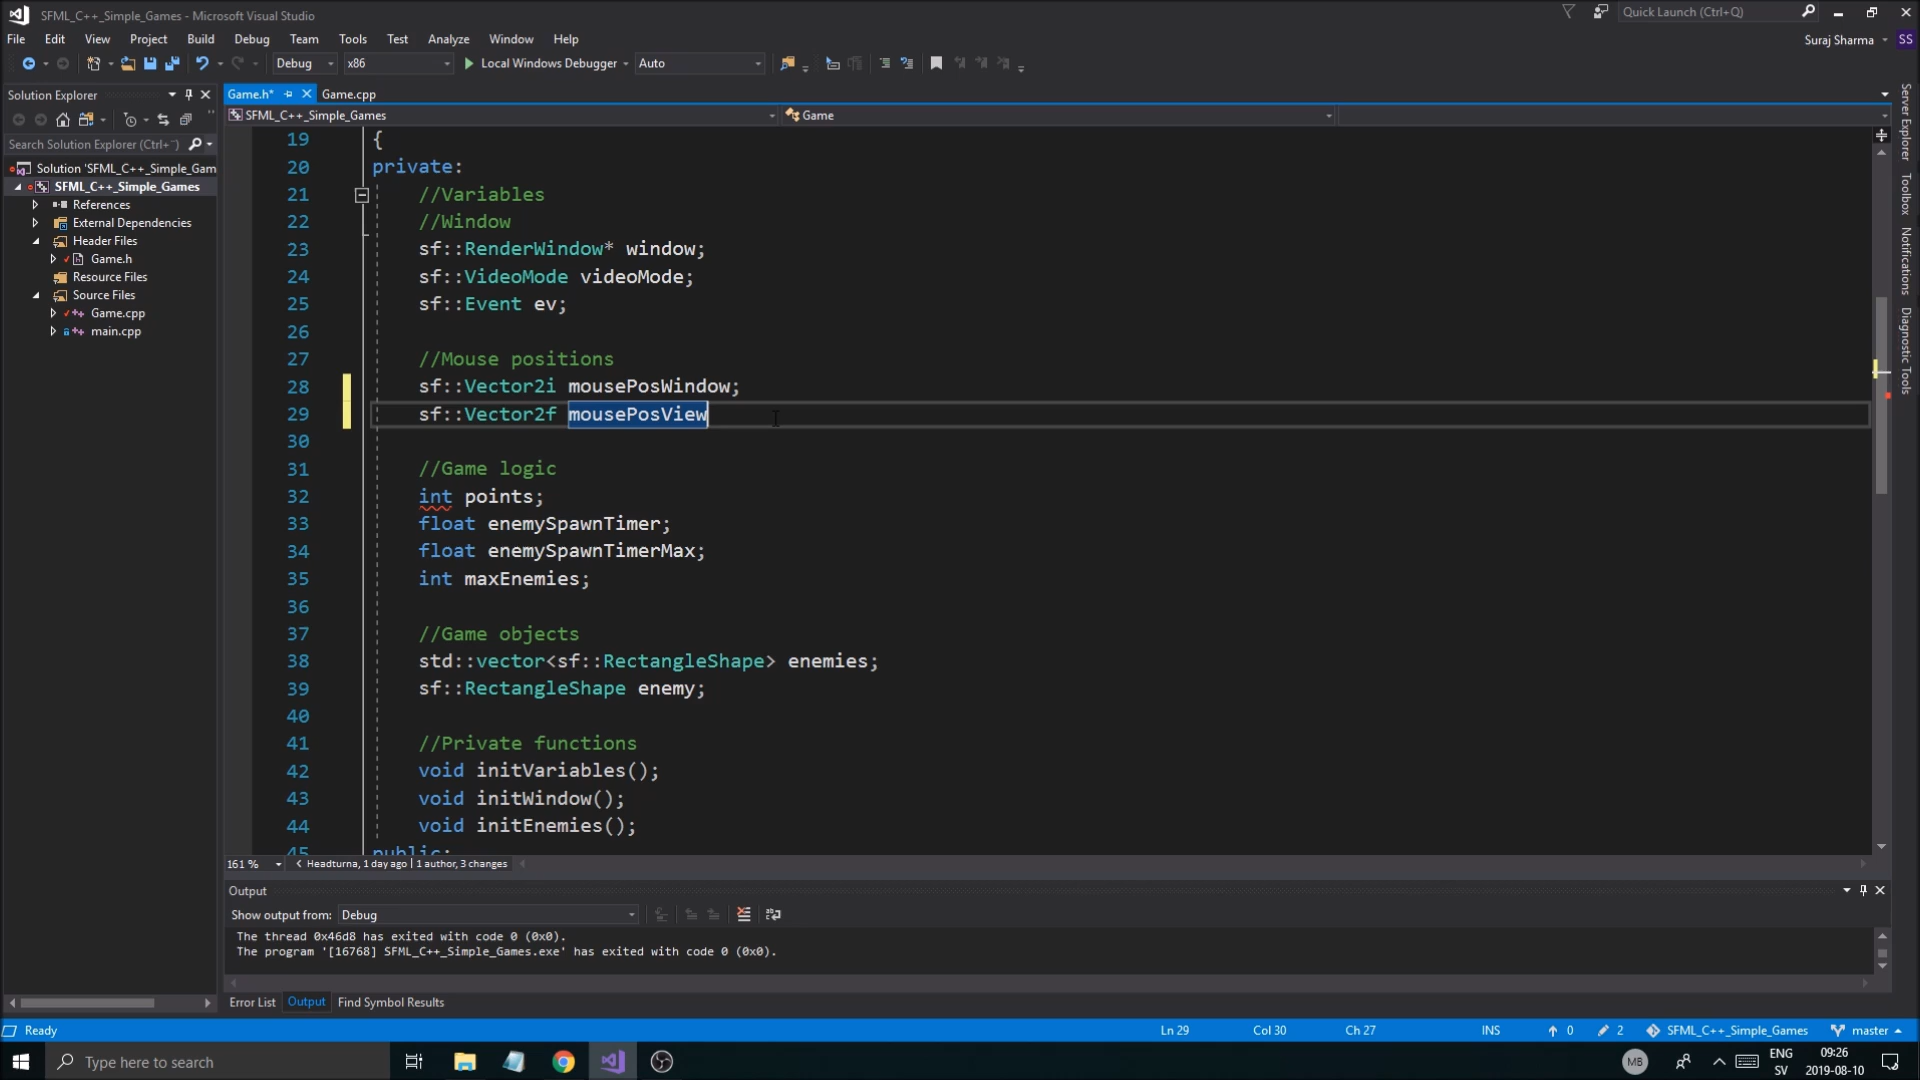 SFML_C++_Simple_Games - Microsoft Visual Studio
Quick Launch (Ctrl+Q)
File Edit View Project Build Debug Team Tools Test Analyze Window Help
Suraj Sharma SS
Debug x86 Local Windows Debugger Auto
Solution Explorer
Game.h* Game.cpp
SFML_C++_Simple_Games Game
Search Solution Explorer (Ctrl+¨)
Solution 'SFML_C++_Simple_Gam
SFML_C++_Simple_Games
References
External Dependencies
Header Files
Game.h
Resource Files
Source Files
Game.cpp
main.cpp
19 {
20 private:
21 //Variables
22 //Window
23 sf::RenderWindow* window;
24 sf::VideoMode videoMode;
25 sf::Event ev;
26
27 //Mouse positions
28 sf::Vector2i mousePosWindow;
29 sf::Vector2f mousePosView
30
31 //Game logic
32 int points;
33 float enemySpawnTimer;
34 float enemySpawnTimerMax;
35 int maxEnemies;
36
37 //Game objects
38 std::vector<sf::RectangleShape> enemies;
39 sf::RectangleShape enemy;
40
41 //Private functions
42 void initVariables();
43 void initWindow();
44 void initEnemies();
45 public:
Server Explorer
Toolbox
Notifications
Diagnostic Tools
161 % Headturna, 1 day ago | 1 author, 3 changes
Output
Show output from: Debug
The thread 0x46d8 has exited with code 0 (0x0).
The program '[16768] SFML_C++_Simple_Games.exe' has exited with code 0 (0x0).
Error List Output Find Symbol Results
Ready Ln 29 Col 30 Ch 27 INS 0 2 SFML_C++_Simple_Games master
Type here to search
MB
ENG
SV
09:26
2019-08-10